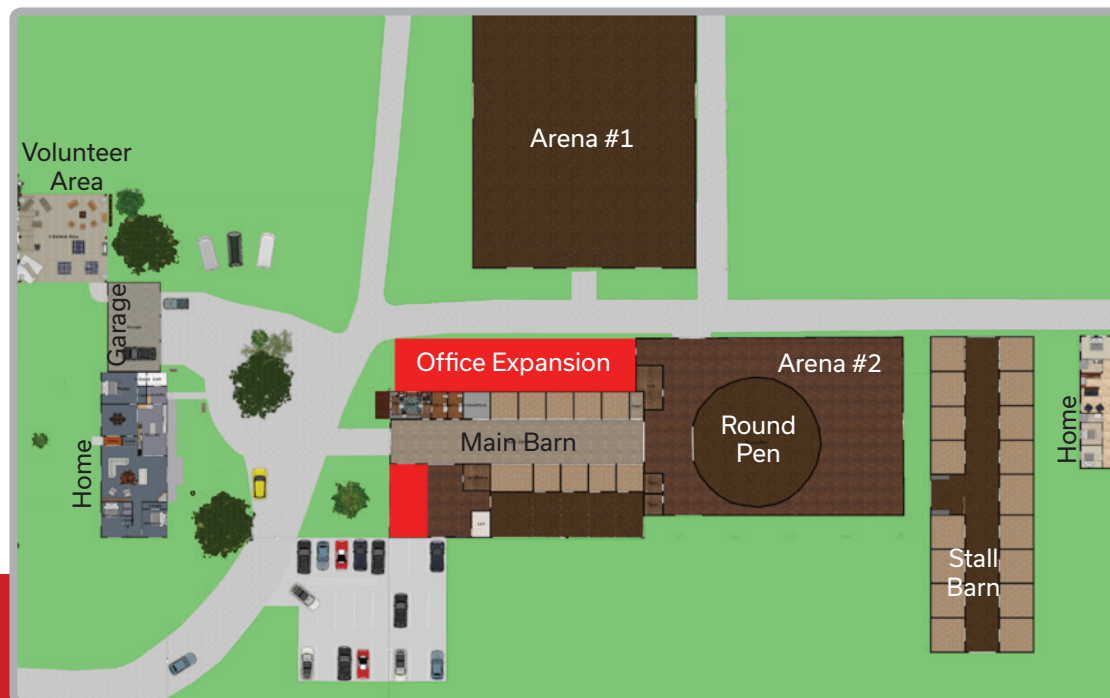 Arena #1
Volunteer
Area
Garage
Office Expansion
Arena #2
Main Barn
Round
Pen
Home
Home
Stall
Barn